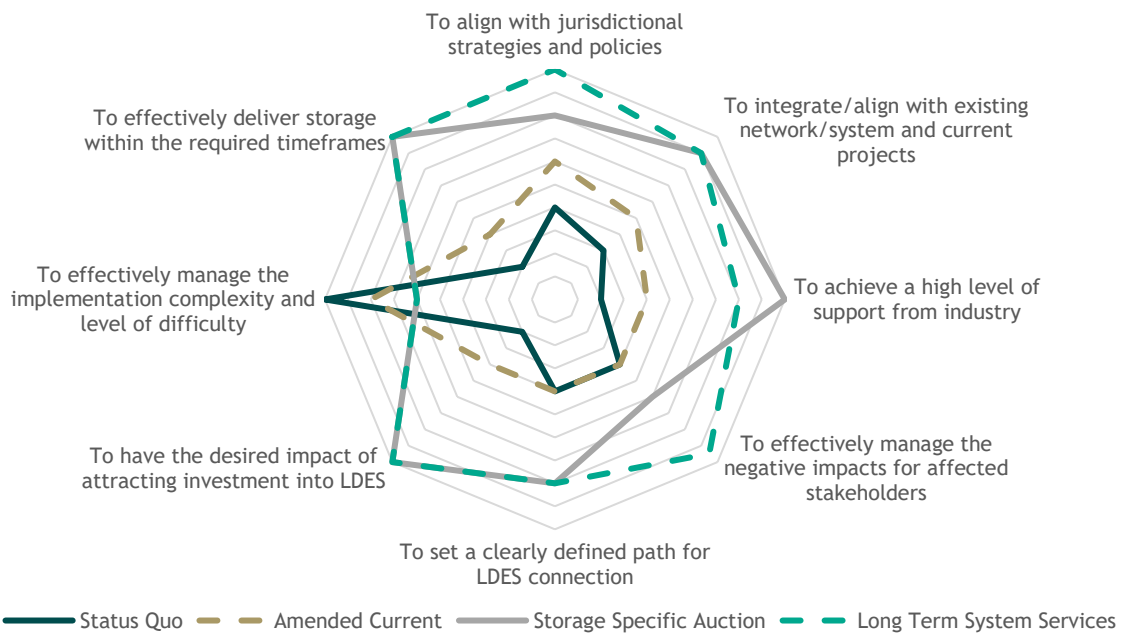 To align with jurisdictional
strategies and policies
To integrate/align with existing
network/system and current
projects
To effectively deliver storage
within the required timeframes
To achieve a high level of
support from industry
To effectively manage the
implementation complexity and
level of difficulty
To effectively manage the
negative impacts for affected
stakeholders
To have the desired impact of
attracting investment into LDES
To set a clearly defined path for
LDES connection
Status Quo
Amended Current
Storage Specific Auction
Long Term System Services